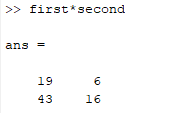 >> first*second
ans =
19 6
43 16